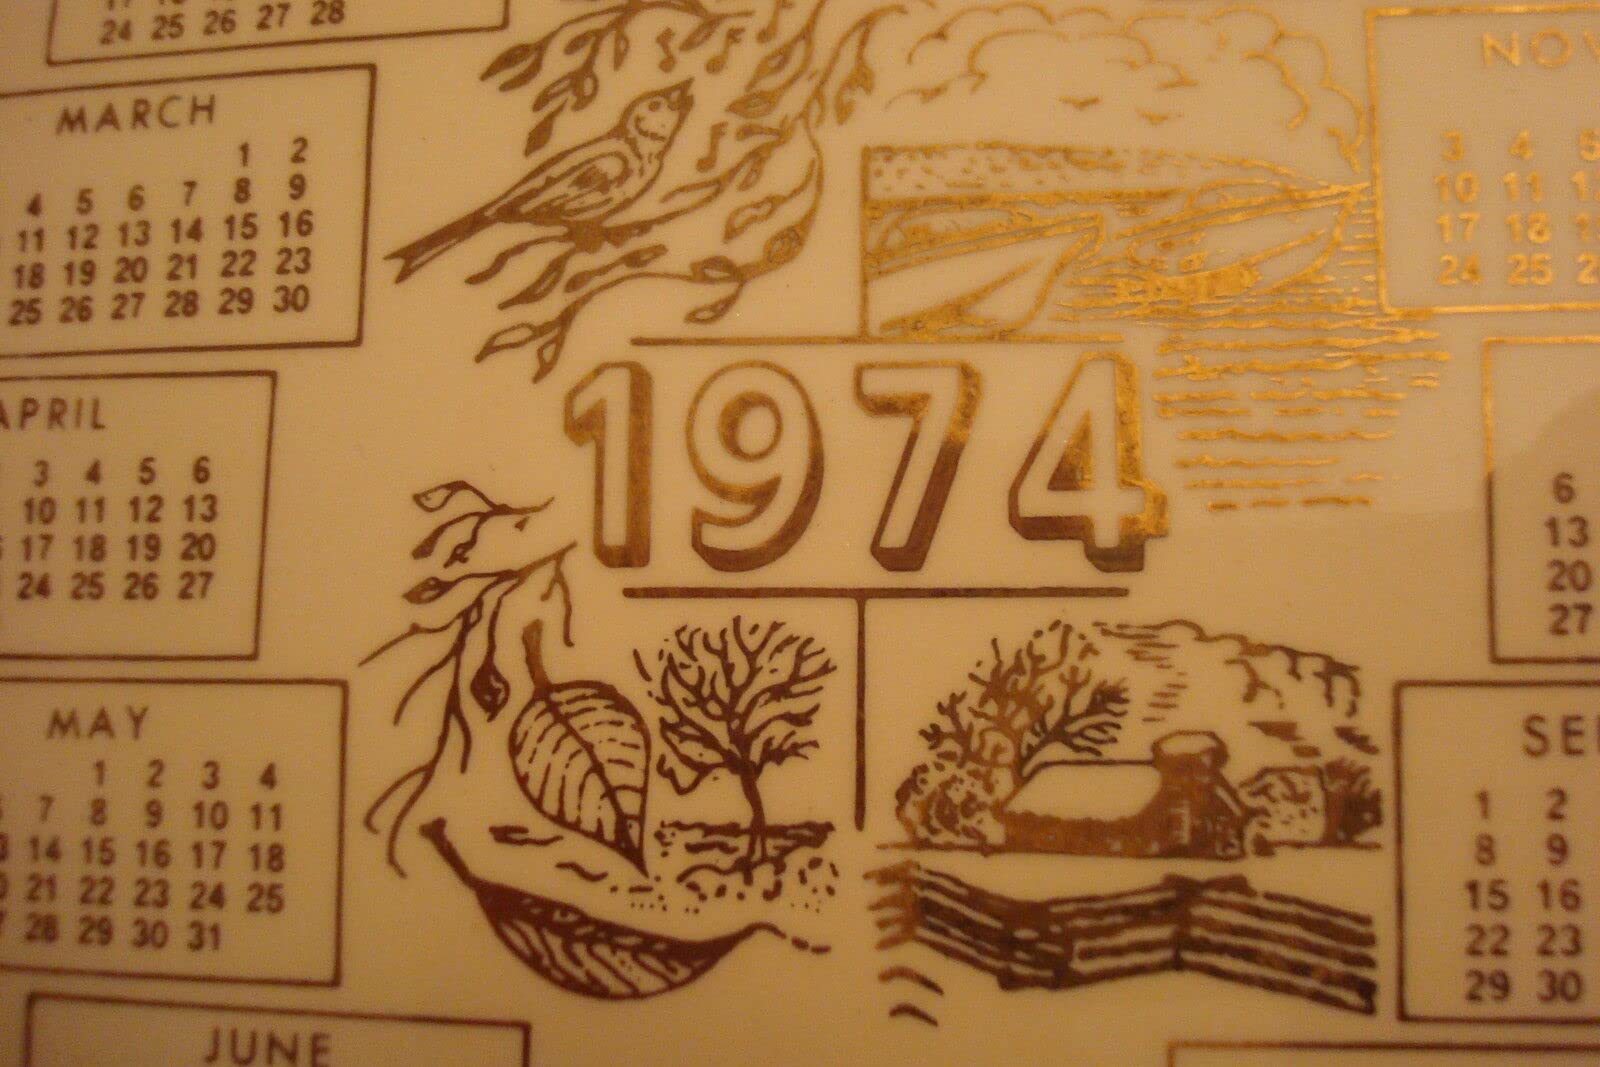 24 25 26 27 28
MARCH
1 2
4 5 6 7 8 9
11 12 13 14 15 16
18 19 20 21 22 23
25 26 27 28 29 30
APRIL
3 4 5 6
10 11 12 13
17 18 19 20
24 25 26 27
MAY
1 2 3 4
7 8 9 10 11
14 15 16 17 18
21 22 23 24 25
28 29 30 31
JUNE
1974
NOV
3 4 5
10 11
17 18
24 25
6
13
20
27
SE
1 2
8 9
15 16
22 23
29 30